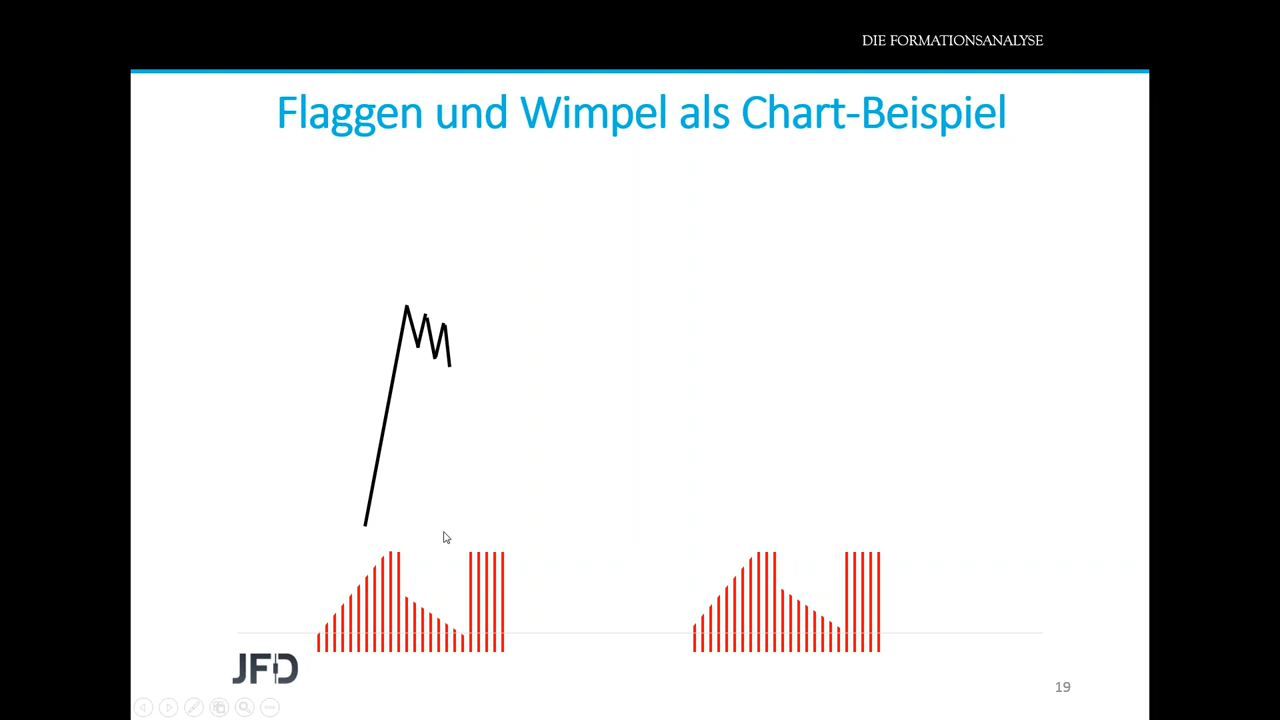 DIE FORMATIONSANALYSE
Flaggen und Wimpel als Chart-Beispiel
JFD
19